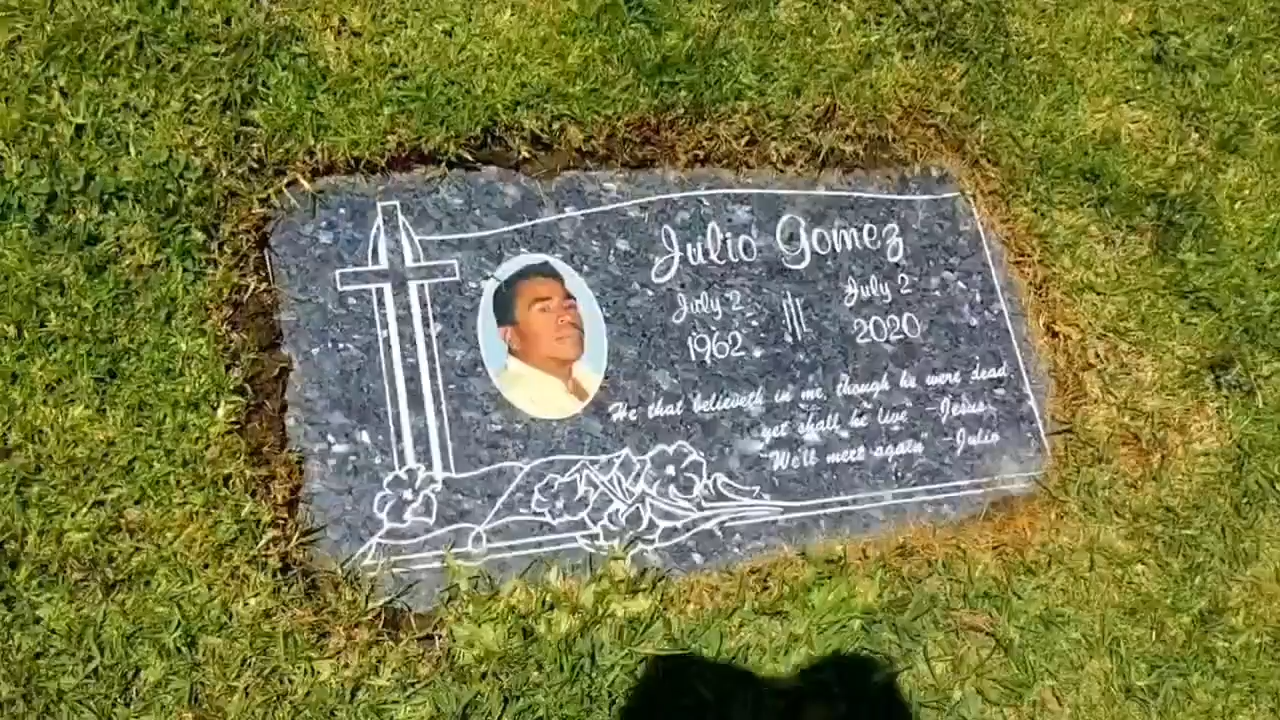 Julio Gomez
July 2 July 2
1962 2020
He that believeth in me, though he were dead
yet shall he live -Jesus-
"We'll meet again" -Julio